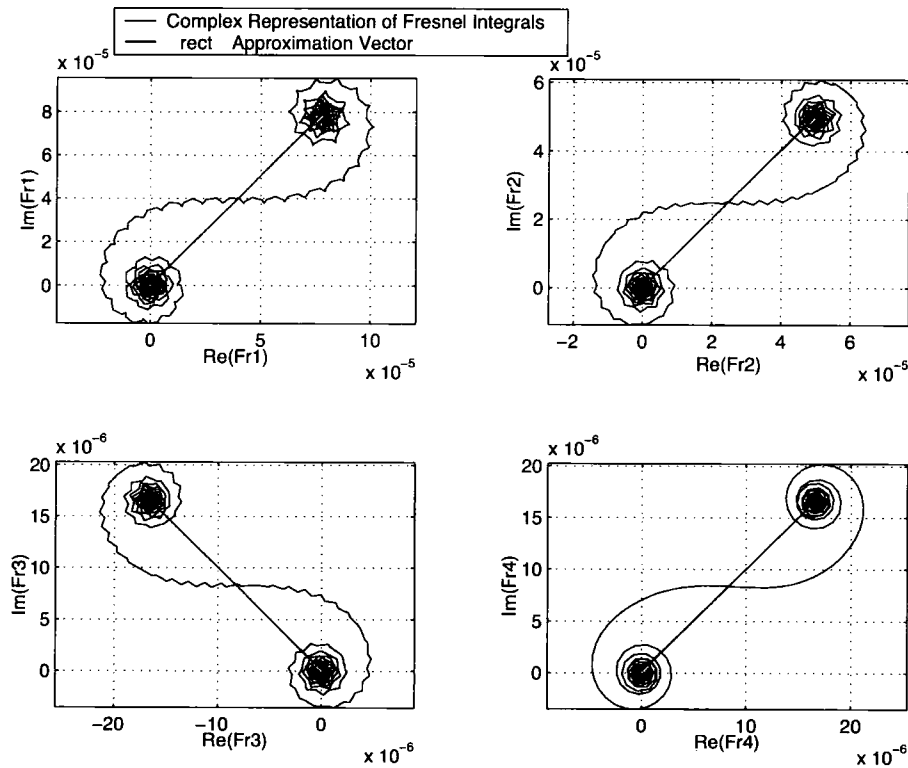 Complex Representation of Fresnel Integrals
rect Approximation Vector
x 10⁻⁵
8
6
4
2
0
Im(Fr1)
0 5 10
Re(Fr1)
x 10⁻⁵
x 10⁻⁵
6
4
2
0
Im(Fr2)
−2 0 2 4 6
Re(Fr2)
x 10⁻⁵
x 10⁻⁶
20
15
10
5
0
Im(Fr3)
−20 −10 0
Re(Fr3)
x 10⁻⁶
x 10⁻⁶
20
15
10
5
0
Im(Fr4)
0 10 20
Re(Fr4)
x 10⁻⁶